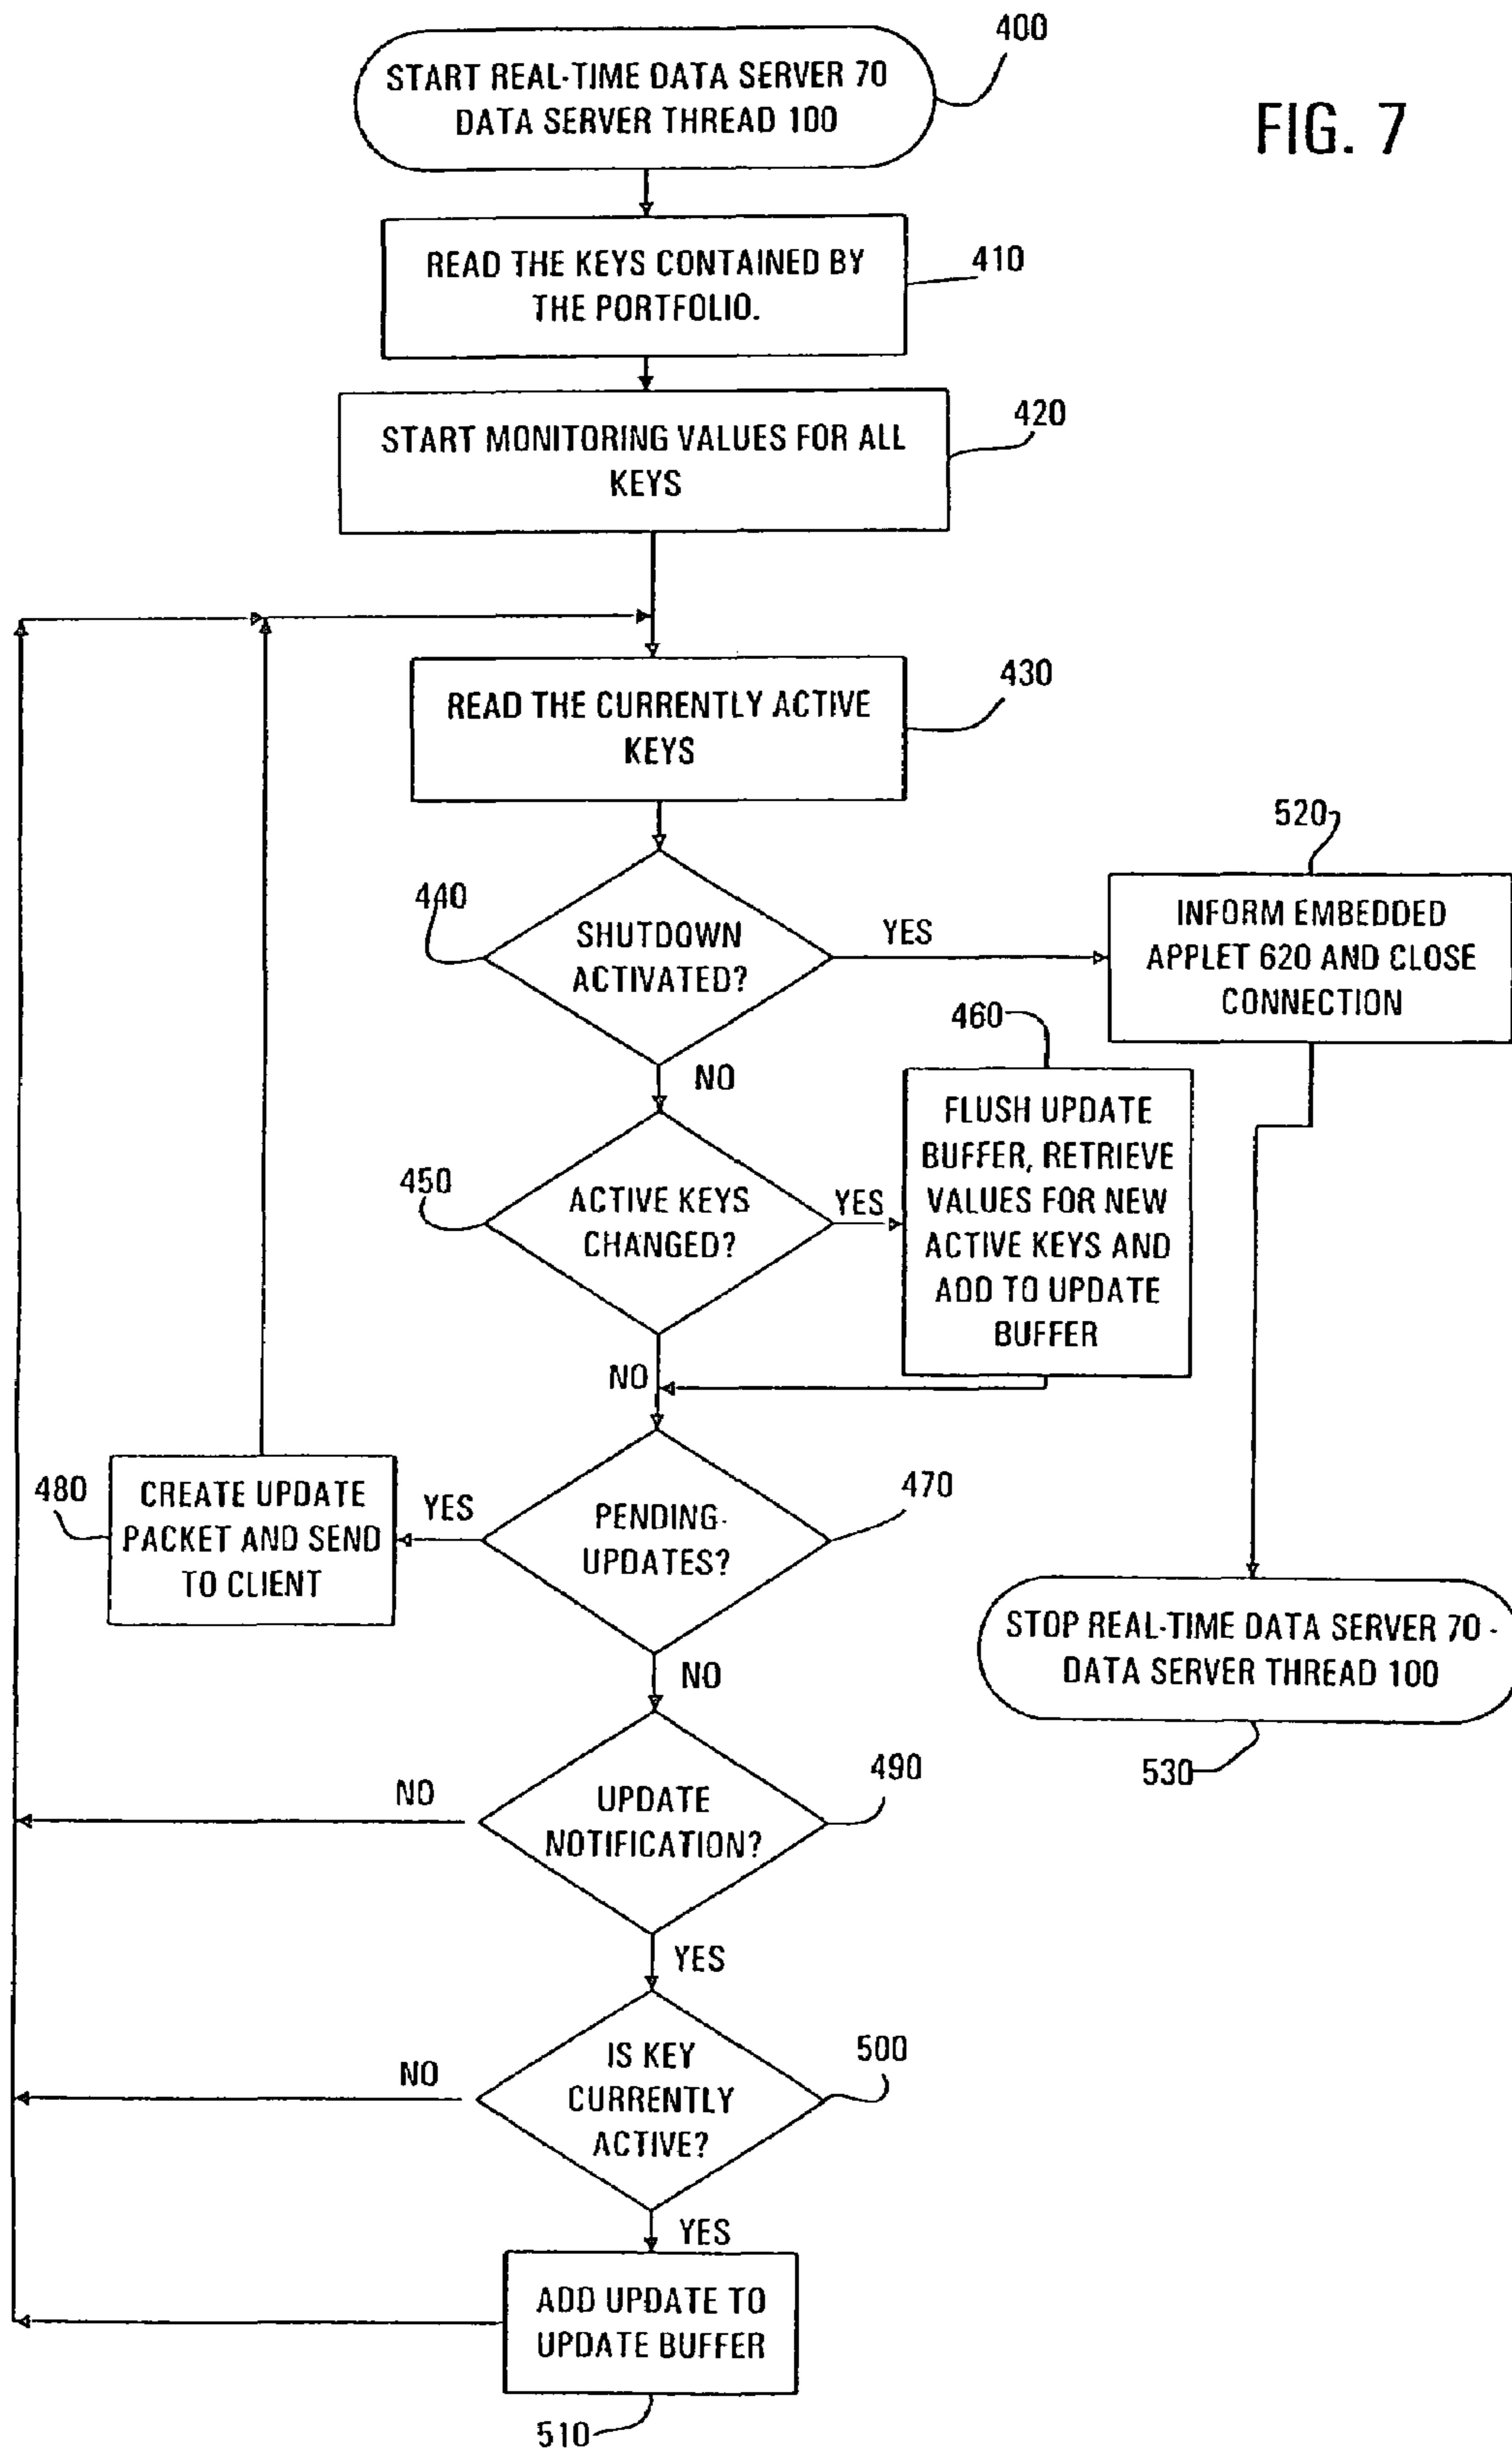 400
START REAL-TIME DATA SERVER 70
DATA SERVER THREAD 100
FIG. 7
READ THE KEYS CONTAINED BY
THE PORTFOLIO.
410
START MONITORING VALUES FOR ALL
KEYS
420
READ THE CURRENTLY ACTIVE
KEYS
430
440
SHUTDOWN
ACTIVATED?
YES
NO
520
INFORM EMBEDDED
APPLET 620 AND CLOSE
CONNECTION
450
ACTIVE KEYS
CHANGED?
YES
NO
460
FLUSH UPDATE
BUFFER, RETRIEVE
VALUES FOR NEW
ACTIVE KEYS AND
ADD TO UPDATE
BUFFER
480
CREATE UPDATE
PACKET AND SEND
TO CLIENT
YES
PENDING-
UPDATES?
470
NO
STOP REAL-TIME DATA SERVER 70 -
DATA SERVER THREAD 100
530
NO
UPDATE
NOTIFICATION?
490
YES
NO
IS KEY
CURRENTLY
ACTIVE?
500
YES
ADD UPDATE TO
UPDATE BUFFER
510